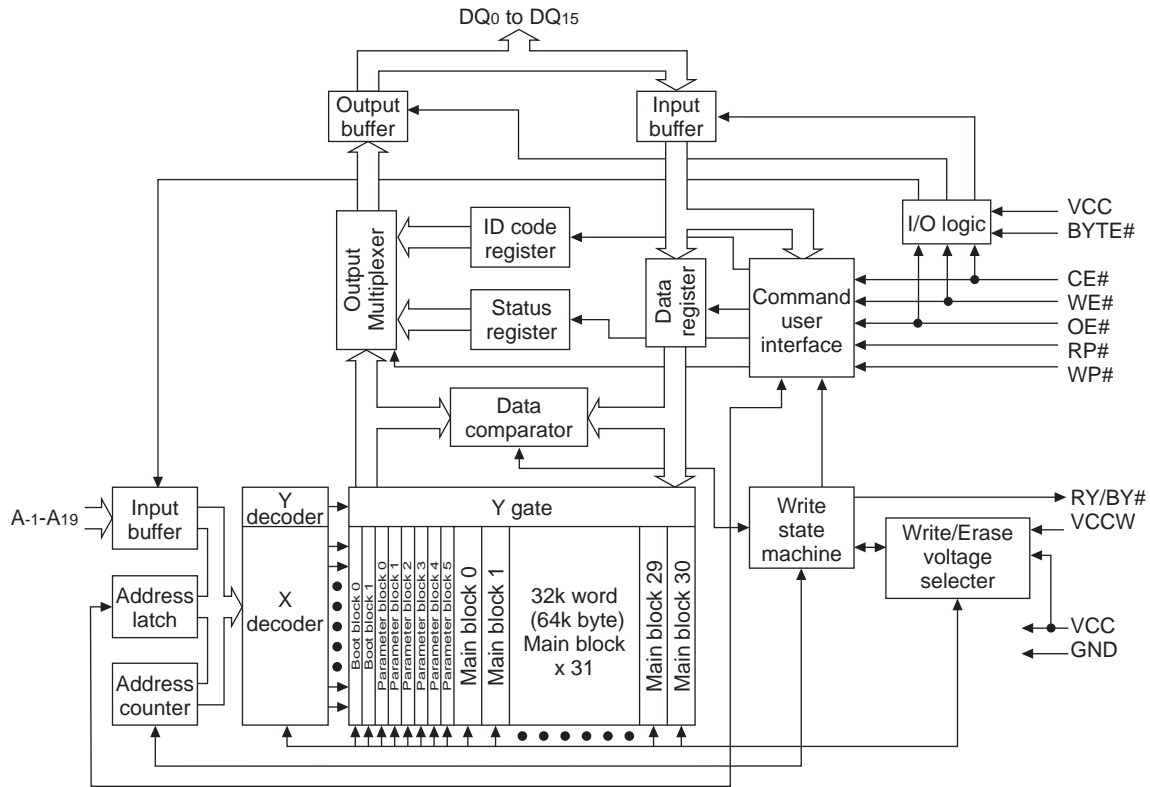 DQ0 to DQ15
Output
buffer
Input
buffer
I/O logic
VCC
BYTE#
Output
Multiplexer
ID code
register
Status
register
Data
register
Command
user
interface
CE#
WE#
OE#
RP#
WP#
Data
comparator
A-1-A19
Input
buffer
Address
latch
Address
counter
Y
decoder
X
decoder
Y gate
Boot block 0
Boot block 1
Parameter block 0
Parameter block 1
Parameter block 2
Parameter block 3
Parameter block 4
Parameter block 5
Main block 0
Main block 1
32k word
(64k byte)
Main block
x 31
Main block 29
Main block 30
Write
state
machine
RY/BY#
VCCW
Write/Erase
voltage
selecter
VCC
GND